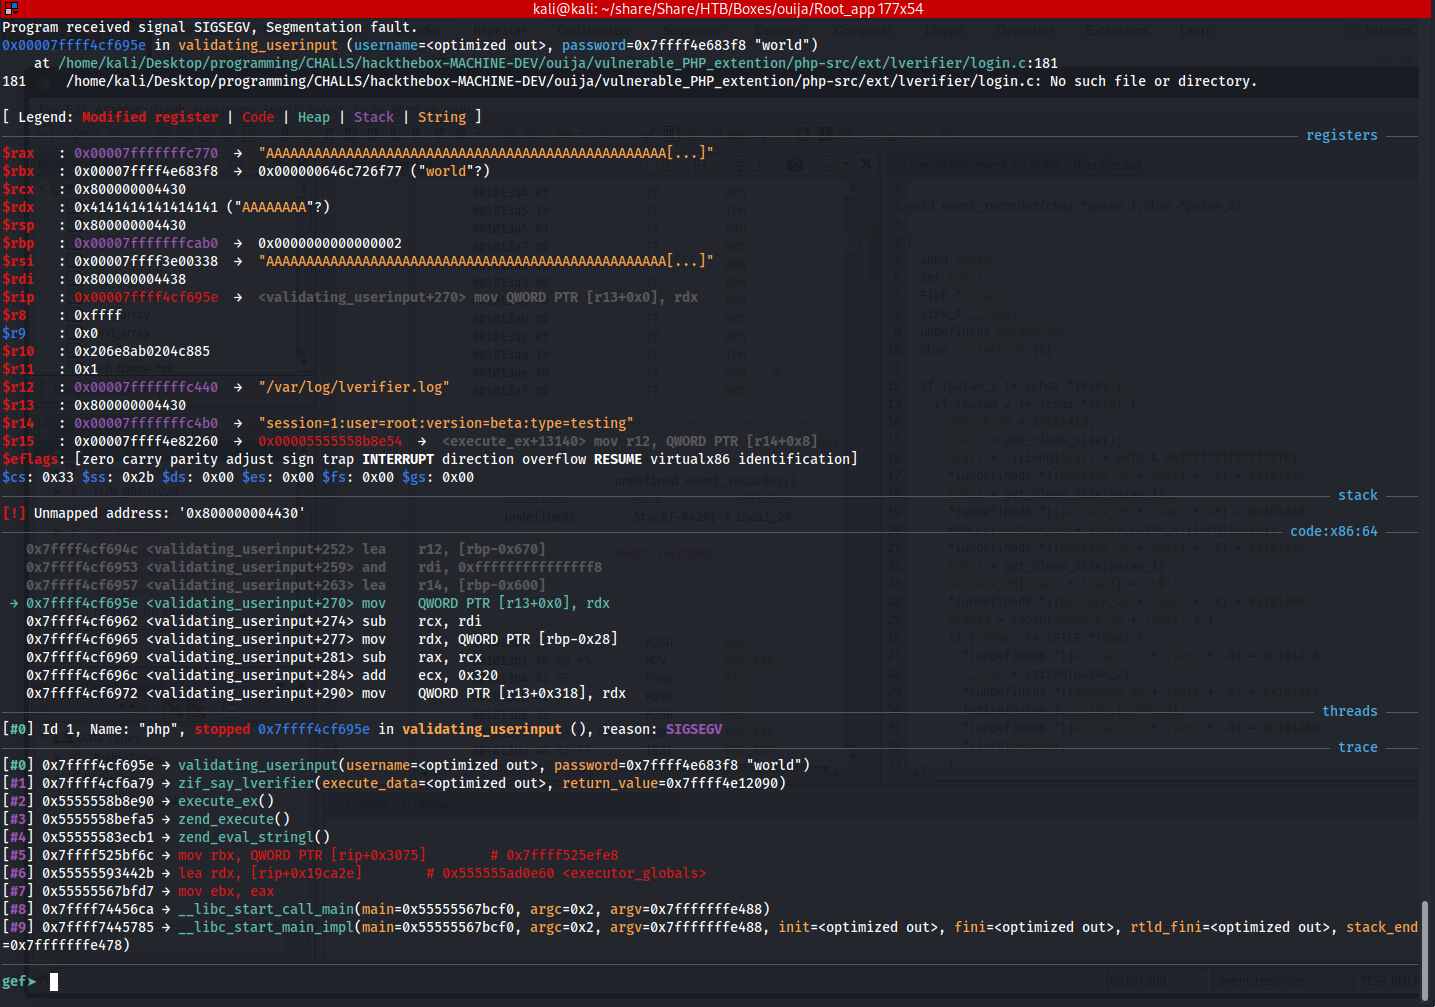 kali@kali: ~/share/Share/HTB/Boxes/ouija/Root_app 177x54
Program received signal SIGSEGV, Segmentation fault.
0x00007ffff4cf695e in validating_userinput (username=<optimized out>, password=0x7ffff4e683f8 "world")
    at /home/kali/Desktop/programming/CHALLS/hackthebox-MACHINE-DEV/ouija/vulnerable_PHP_extention/php-src/ext/lverifier/login.c:181
181     /home/kali/Desktop/programming/CHALLS/hackthebox-MACHINE-DEV/ouija/vulnerable_PHP_extention/php-src/ext/lverifier/login.c: No such file or directory.
[ Legend: Modified register | Code | Heap | Stack | String ]
registers
$rax   : 0x00007fffffffc770  →  "AAAAAAAAAAAAAAAAAAAAAAAAAAAAAAAAAAAAAAAAAAAAAAAAAA[...]"
$rbx   : 0x00007ffff4e683f8  →  0x000000646c726f77 ("world"?)
$rcx   : 0x800000004430
$rdx   : 0x4141414141414141 ("AAAAAAAA"?)
$rsp   : 0x800000004430
$rbp   : 0x00007fffffffcab0  →  0x0000000000000002
$rsi   : 0x00007ffff3e00338  →  "AAAAAAAAAAAAAAAAAAAAAAAAAAAAAAAAAAAAAAAAAAAAAAAAAA[...]"
$rdi   : 0x800000004438
$rip   : 0x00007ffff4cf695e  →  <validating_userinput+270> mov QWORD PTR [r13+0x0], rdx
$r8    : 0xffff
$r9    : 0x0
$r10   : 0x206e8ab0204c885
$r11   : 0x1
$r12   : 0x00007fffffffc440  →  "/var/log/lverifier.log"
$r13   : 0x800000004430
$r14   : 0x00007fffffffc4b0  →  "session=1:user=root:version=beta:type=testing"
$r15   : 0x00007ffff4e82260  →  0x00005555558b8e54  →  <execute_ex+13140> mov r12, QWORD PTR [r14+0x8]
$eflags: [zero carry parity adjust sign trap INTERRUPT direction overflow RESUME virtualx86 identification]
$cs: 0x33 $ss: 0x2b $ds: 0x00 $es: 0x00 $fs: 0x00 $gs: 0x00
stack
[!] Unmapped address: '0x800000004430'
code:x86:64
   0x7ffff4cf694c <validating_userinput+252> lea    r12, [rbp-0x670]
   0x7ffff4cf6953 <validating_userinput+259> and    rdi, 0xfffffffffffffff8
   0x7ffff4cf6957 <validating_userinput+263> lea    r14, [rbp-0x600]
 → 0x7ffff4cf695e <validating_userinput+270> mov    QWORD PTR [r13+0x0], rdx
   0x7ffff4cf6962 <validating_userinput+274> sub    rcx, rdi
   0x7ffff4cf6965 <validating_userinput+277> mov    rdx, QWORD PTR [rbp-0x28]
   0x7ffff4cf6969 <validating_userinput+281> sub    rax, rcx
   0x7ffff4cf696c <validating_userinput+284> add    ecx, 0x320
   0x7ffff4cf6972 <validating_userinput+290> mov    QWORD PTR [r13+0x318], rdx
threads
[#0] Id 1, Name: "php", stopped 0x7ffff4cf695e in validating_userinput (), reason: SIGSEGV
trace
[#0] 0x7ffff4cf695e → validating_userinput(username=<optimized out>, password=0x7ffff4e683f8 "world")
[#1] 0x7ffff4cf6a79 → zif_say_lverifier(execute_data=<optimized out>, return_value=0x7ffff4e12090)
[#2] 0x5555558b8e90 → execute_ex()
[#3] 0x5555558befa5 → zend_execute()
[#4] 0x55555583ecb1 → zend_eval_stringl()
[#5] 0x7ffff525bf6c → mov rbx, QWORD PTR [rip+0x3075]        # 0x7ffff525efe8
[#6] 0x55555593442b → lea rdx, [rip+0x19ca2e]        # 0x555555ad0e60 <executor_globals>
[#7] 0x55555567bfd7 → mov ebx, eax
[#8] 0x7ffff74456ca → __libc_start_call_main(main=0x55555567bcf0, argc=0x2, argv=0x7fffffffe488)
[#9] 0x7ffff7445785 → __libc_start_main_impl(main=0x55555567bcf0, argc=0x2, argv=0x7fffffffe488, init=<optimized out>, fini=<optimized out>, rtld_fini=<optimized out>, stack_end
=0x7fffffffe478)
gef➤